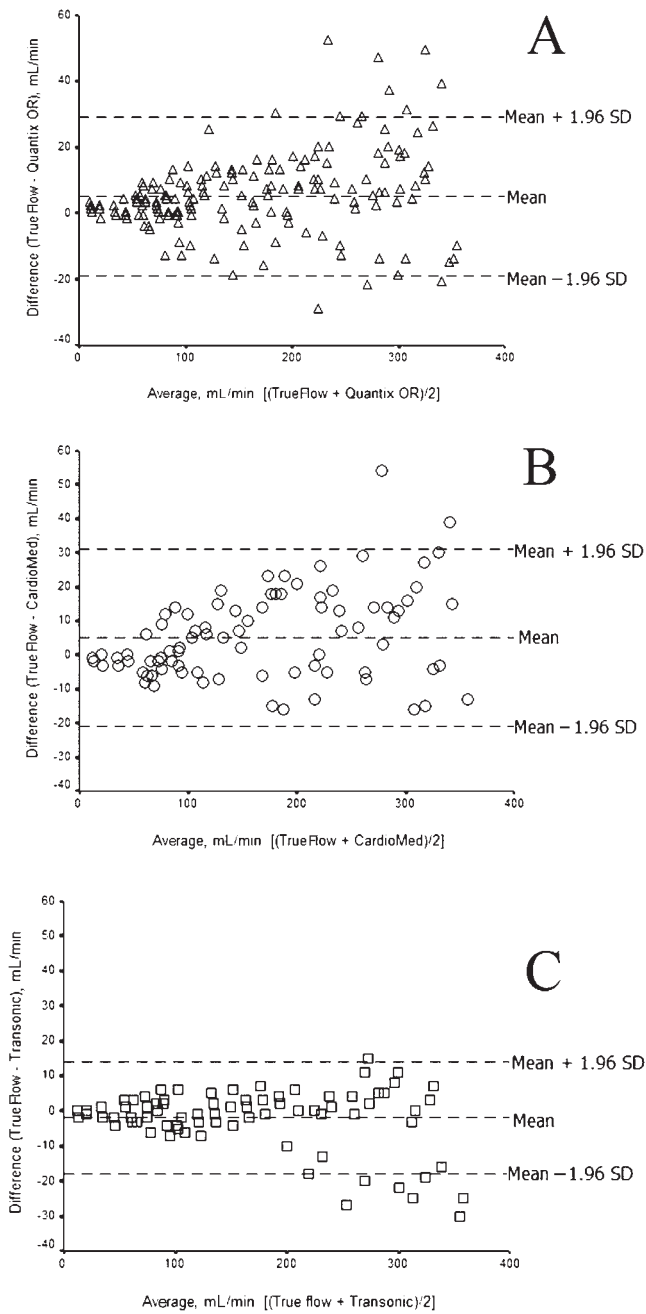 A
60
40
20
0
-20
-40
0 100 200 300 400
Difference (TrueFlow - Quantix OR), mL/min
Mean + 1.96 SD
Mean
Mean −1.96 SD
Average, mL/min [(TrueFlow + Quantix OR)/2]
B
60
50
40
30
20
10
0
-10
-20
-30
-40
0 100 200 300 400
Difference (TrueFlow - CardioMed), mL/min
Mean + 1.96 SD
Mean
Mean −1.96 SD
Average, mL/min [(TrueFlow + CardioMed)/2]
C
60
50
40
30
20
10
0
-10
-20
-30
-40
0 100 200 300 400
Difference (TrueFlow - Transonic), mL/min
Mean + 1.96 SD
Mean
Mean −1.96 SD
Average, mL/min [(True flow + Transonic)/2]